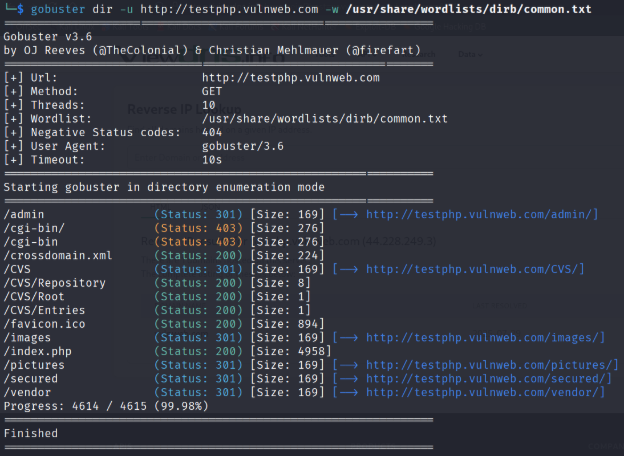 └─$ gobuster dir -u http://testphp.vulnweb.com -w /usr/share/wordlists/dirb/common.txt
===============================================================
Gobuster v3.6
by OJ Reeves (@TheColonial) & Christian Mehlmauer (@firefart)
===============================================================
[+] Url:                     http://testphp.vulnweb.com
[+] Method:                  GET
[+] Threads:                 10
[+] Wordlist:                /usr/share/wordlists/dirb/common.txt
[+] Negative Status codes:   404
[+] User Agent:              gobuster/3.6
[+] Timeout:                 10s
===============================================================
Starting gobuster in directory enumeration mode
===============================================================
/admin                (Status: 301) [Size: 169] [--> http://testphp.vulnweb.com/admin/]
/cgi-bin/             (Status: 403) [Size: 276]
/cgi-bin              (Status: 403) [Size: 276]
/crossdomain.xml      (Status: 200) [Size: 224]
/CVS                  (Status: 301) [Size: 169] [--> http://testphp.vulnweb.com/CVS/]
/CVS/Repository       (Status: 200) [Size: 8]
/CVS/Root             (Status: 200) [Size: 1]
/CVS/Entries          (Status: 200) [Size: 1]
/favicon.ico          (Status: 200) [Size: 894]
/images               (Status: 301) [Size: 169] [--> http://testphp.vulnweb.com/images/]
/index.php            (Status: 200) [Size: 4958]
/pictures             (Status: 301) [Size: 169] [--> http://testphp.vulnweb.com/pictures/]
/secured              (Status: 301) [Size: 169] [--> http://testphp.vulnweb.com/secured/]
/vendor               (Status: 301) [Size: 169] [--> http://testphp.vulnweb.com/vendor/]
Progress: 4614 / 4615 (99.98%)
===============================================================
Finished
===============================================================